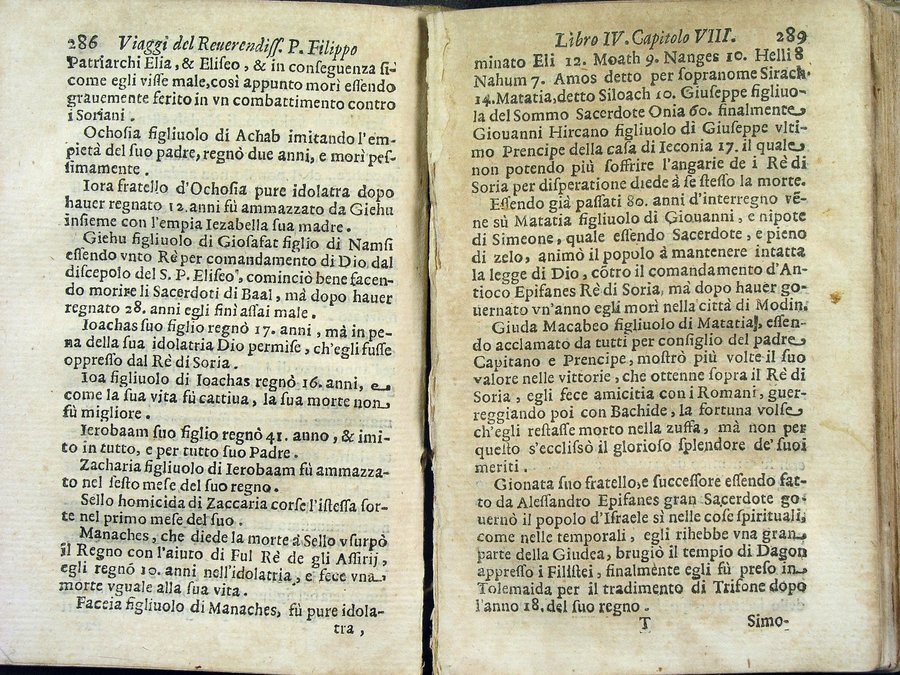 286 Viaggi del Reuerendiss. P. Filippo
Patriarchi Elia, & Eliseo, & in conseguenza si-
come egli visse male,così appunto morì essendo
grauemente ferito in vn combattimento contro
i Soriani .
Ochosia figliuolo di Achab imitando l'em-
pietà del suo padre, regnò due anni, e morì pes-
simamente .
Iora fratello d'Ochosia pure idolatra dopo
hauer regnato 12.anni fù ammazzato da Giehu
insieme con l'empia Iezabella sua madre .
Giehu figliuolo di Giosafat figlio di Namsi
essendo vnto Rè per comandamento di Dio dal
discepolo del S. P. Eliseo, cominciò bene facen-
do morire li Sacerdoti di Baal, mà dopo hauer
regnato 28. anni egli finì assai male .
Ioachas suo figlio regnò 17. anni , mà in pe-
na della sua idolatria Dio permise, ch'egli fusse
oppresso dal Rè di Soria .
Ioa figliuolo di Ioachas regnò 16. anni, e
come la sua vita fù cattiua, la sua morte non
fù migliore .
Ierobaam suo figlio regnò 41. anno , & imi-
tò in tutto, e per tutto suo Padre .
Zacharia figliuolo di Ierobaam fù ammazza-
to nel sesto mese del suo regno .
Sello homicida di Zaccaria corse l'istessa sor-
te nel primo mese del suo .
Manaches, che diede la morte à Sello vsurpò
il Regno con l'aiuto di Ful Rè de gli Assirij,
egli regnò 10. anni nell'idolatria , e fece vna
morte vguale alla sua vita .
Faceia figliuolo di Manaches, fù pure idola-
tra ,
Libro IV. Capitolo VIII. 289
minato Eli 12. Moath 9. Nanges 10. Helli 8
Nahum 7. Amos detto per sopranome Sirach
14.Matatia,detto Siloach 10. Giuseppe figliuo-
la del Sommo Sacerdote Onia 60. finalmente
Giouanni Hircano figliuolo di Giuseppe vlti-
mo Prencipe della casa di Ieconia 17. il quale
non potendo più soffrire l'angarie de i Rè di
Soria per disperatione diede à se stesso la morte.
Essendo già passati 80. anni d'interregno vē-
ne sù Matatia figliuolo di Giouanni , e nipote
di Simeone, quale essendo Sacerdote, e pieno
di zelo, animò il popolo à mantenere intatta
la legge di Dio, cōtro il comandamento d'An-
tioco Epifanes Rè di Soria, mà dopo hauer go-
uernato vn'anno egli morì nella città di Modin.
Giuda Macabeo figliuolo di Matatia, essen-
do acclamato da tutti per consiglio del padre
Capitano e Prencipe, mostrò più volte il suo
valore nelle vittorie , che ottenne sopra il Rè di
Soria , egli fece amicitia con i Romani, guer-
reggiando poi con Bachide, la fortuna volse
ch'egli restasse morto nella zuffa, mà non per
questo s'ecclissò il glorioso splendore de' suoi
meriti .
Gionata suo fratello,e successore essendo fat-
to da Alessandro Epifanes gran Sacerdote go-
uernò il popolo d'Israele sì nelle cose spirituali,
come nelle temporali, egli rihebbe vna gran
parte della Giudea, brugiò il tempio di Dagon
appresso i Filistei , finalmēte egli fù preso in
Tolemaida per il tradimento di Trifone dopo
l'anno 18. del suo regno .
T Simo-